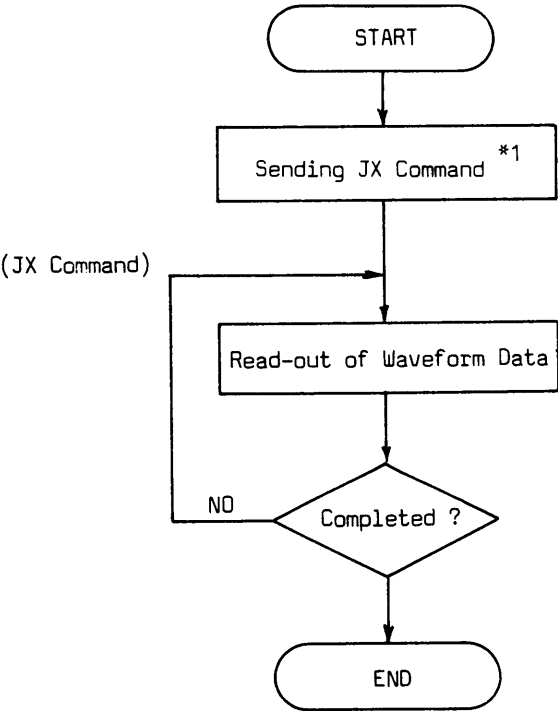 START
Sending JX Command *1
(JX Command)
Read-out of Waveform Data
NO
Completed ?
END